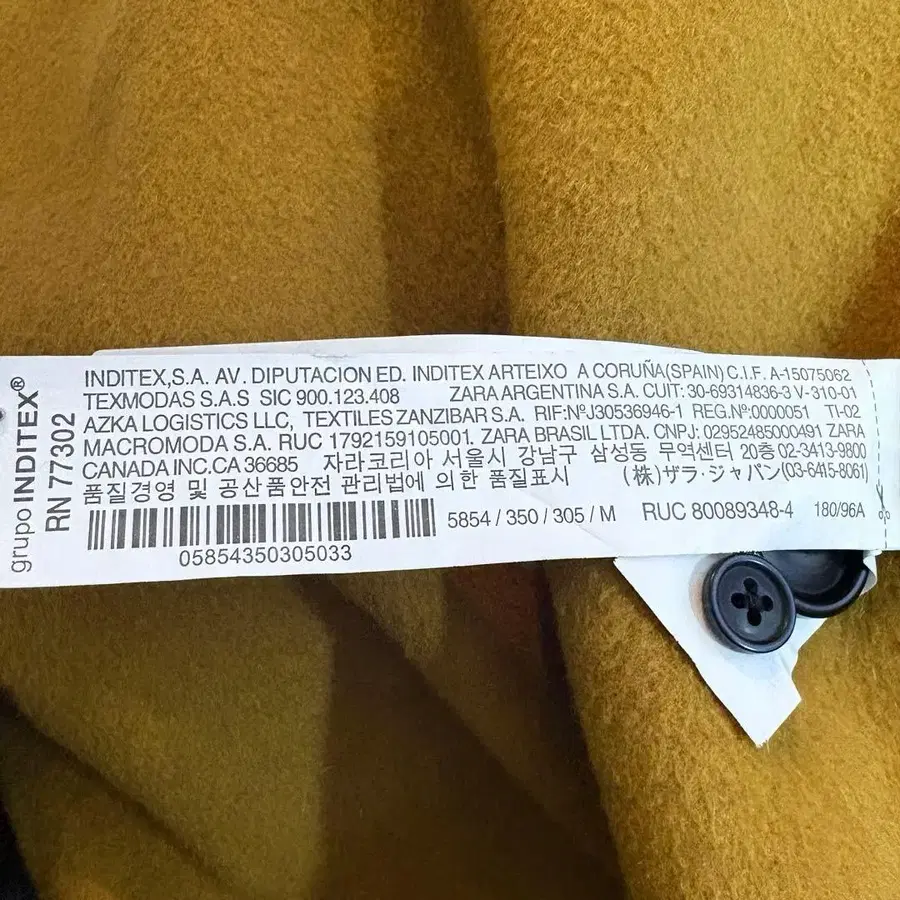 grupo INDITEX®
RN 77302
INDITEX,S.A. AV. DIPUTACION ED. INDITEX ARTEIXO A CORUÑA(SPAIN) C.I.F. A-15075062
TEXMODAS S.A.S SIC 900.123.408 ZARA ARGENTINA S.A. CUIT: 30-69314836-3 V-310-01
AZKA LOGISTICS LLC, TEXTILES ZANZIBAR S.A. RIF:NºJ30536946-1 REG.Nº:0000051 TI-02
MACROMODA S.A. RUC 1792159105001. ZARA BRASIL LTDA. CNPJ: 02952485000491 ZARA
CANADA INC.CA 36685 자라코리아 서울시 강남구 삼성동 무역센터 20층 02-3413-9800
품질경영 및 공산품안전 관리법에 의한 품질표시 (株)ザラ・ジャパン(03-6415-8061)
5854 / 350 / 305 / M RUC 80089348-4 180/96A
05854350305033